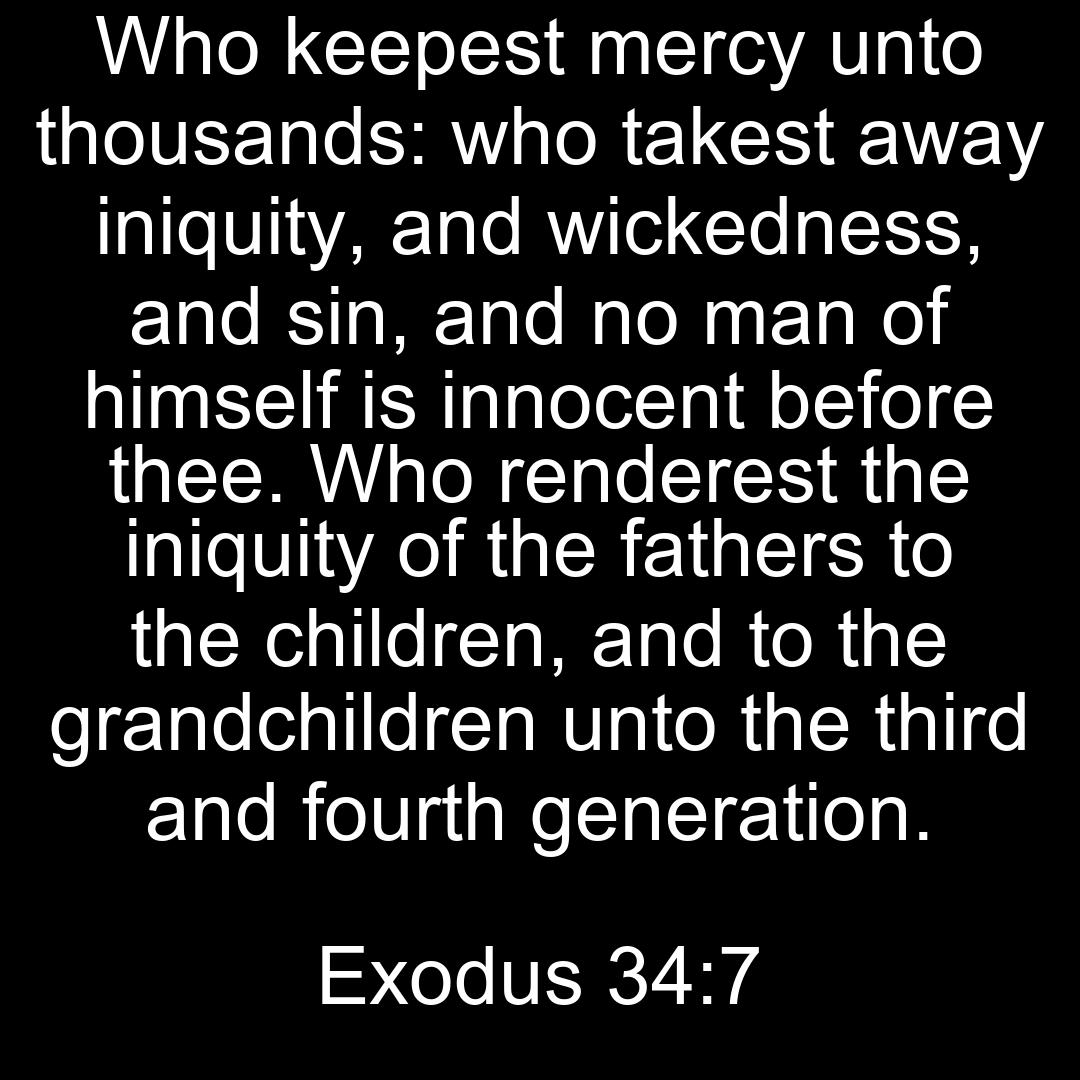 Who keepest mercy unto
thousands: who takest away
iniquity, and wickedness,
and sin, and no man of
himself is innocent before
thee. Who renderest the
iniquity of the fathers to
the children, and to the
grandchildren unto the third
and fourth generation.
Exodus 34:7